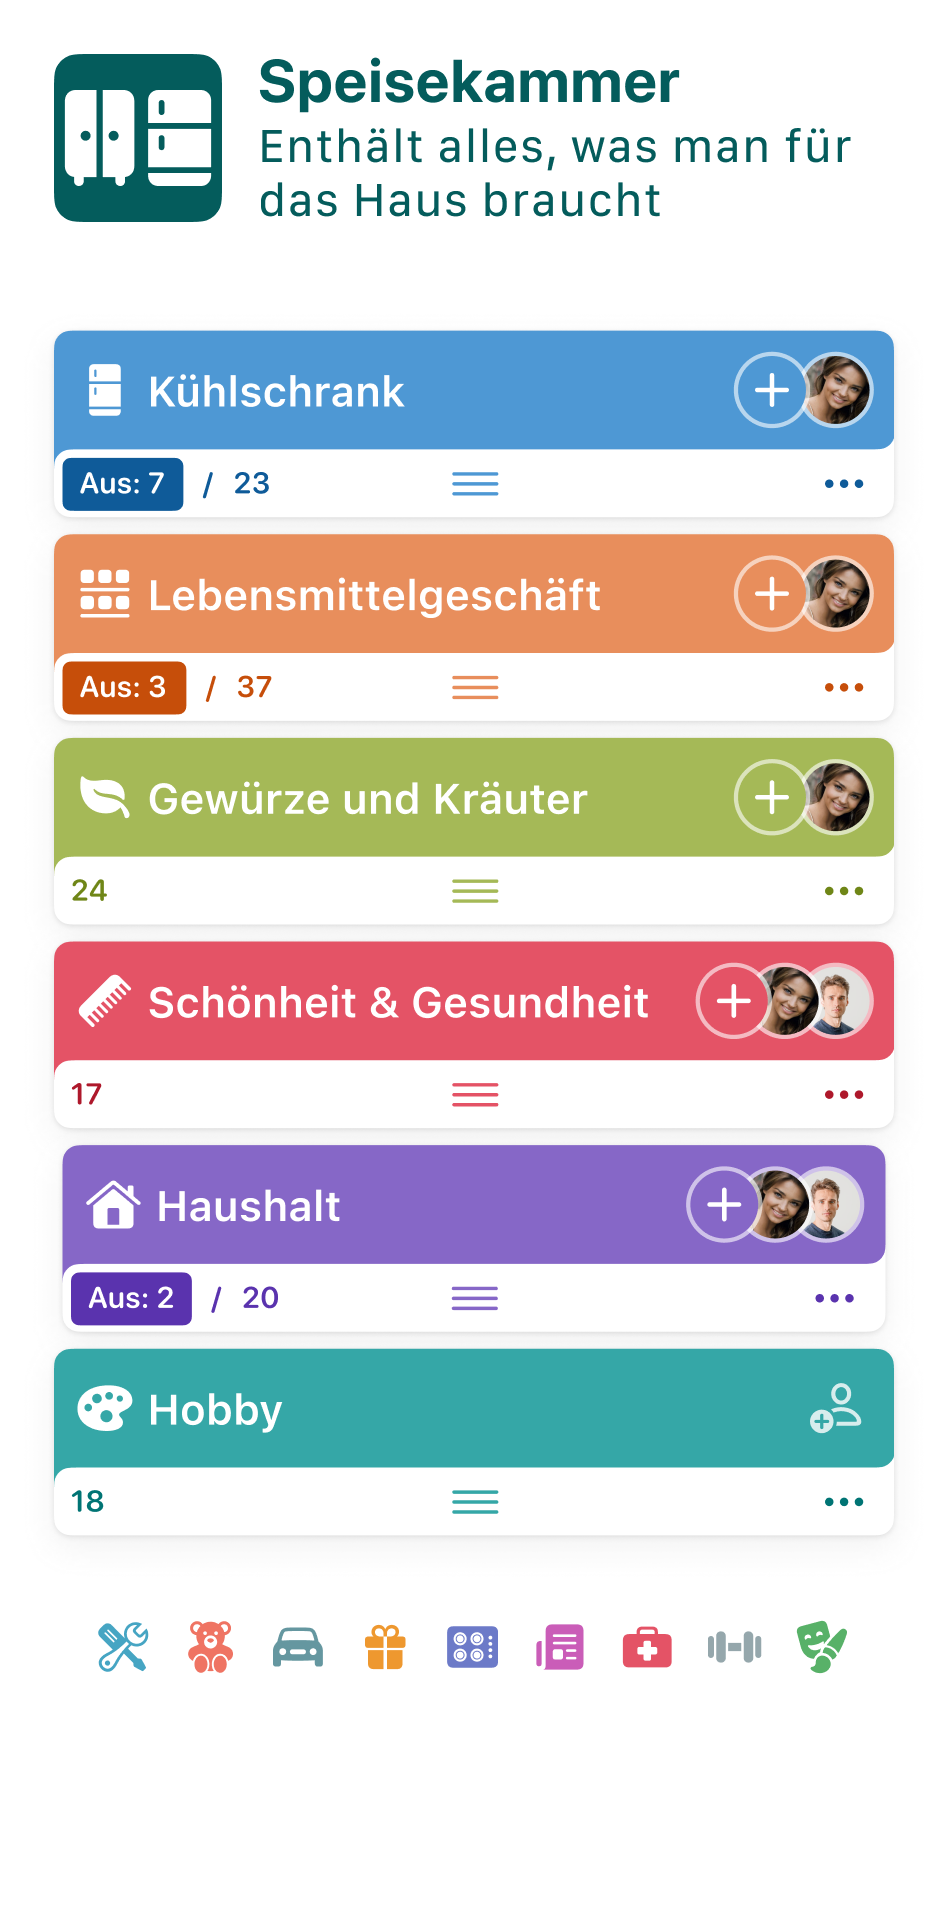 Speisekammer
Enthält alles, was man für
das Haus braucht
Kühlschrank
Aus: 7 / 23
Lebensmittelgeschäft
Aus: 3 / 37
Gewürze und Kräuter
24
Schönheit & Gesundheit
17
Haushalt
Aus: 2 / 20
Hobby
18